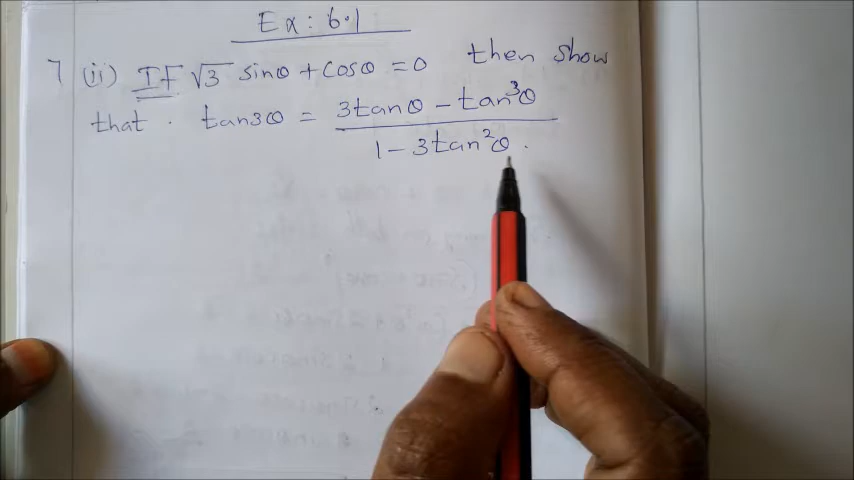 Ex: 6.1
7 (ii) IF √3 sinθ + cosθ = 0 then show
that . tan3θ = 3tanθ - tan³θ
1 - 3tan²θ .